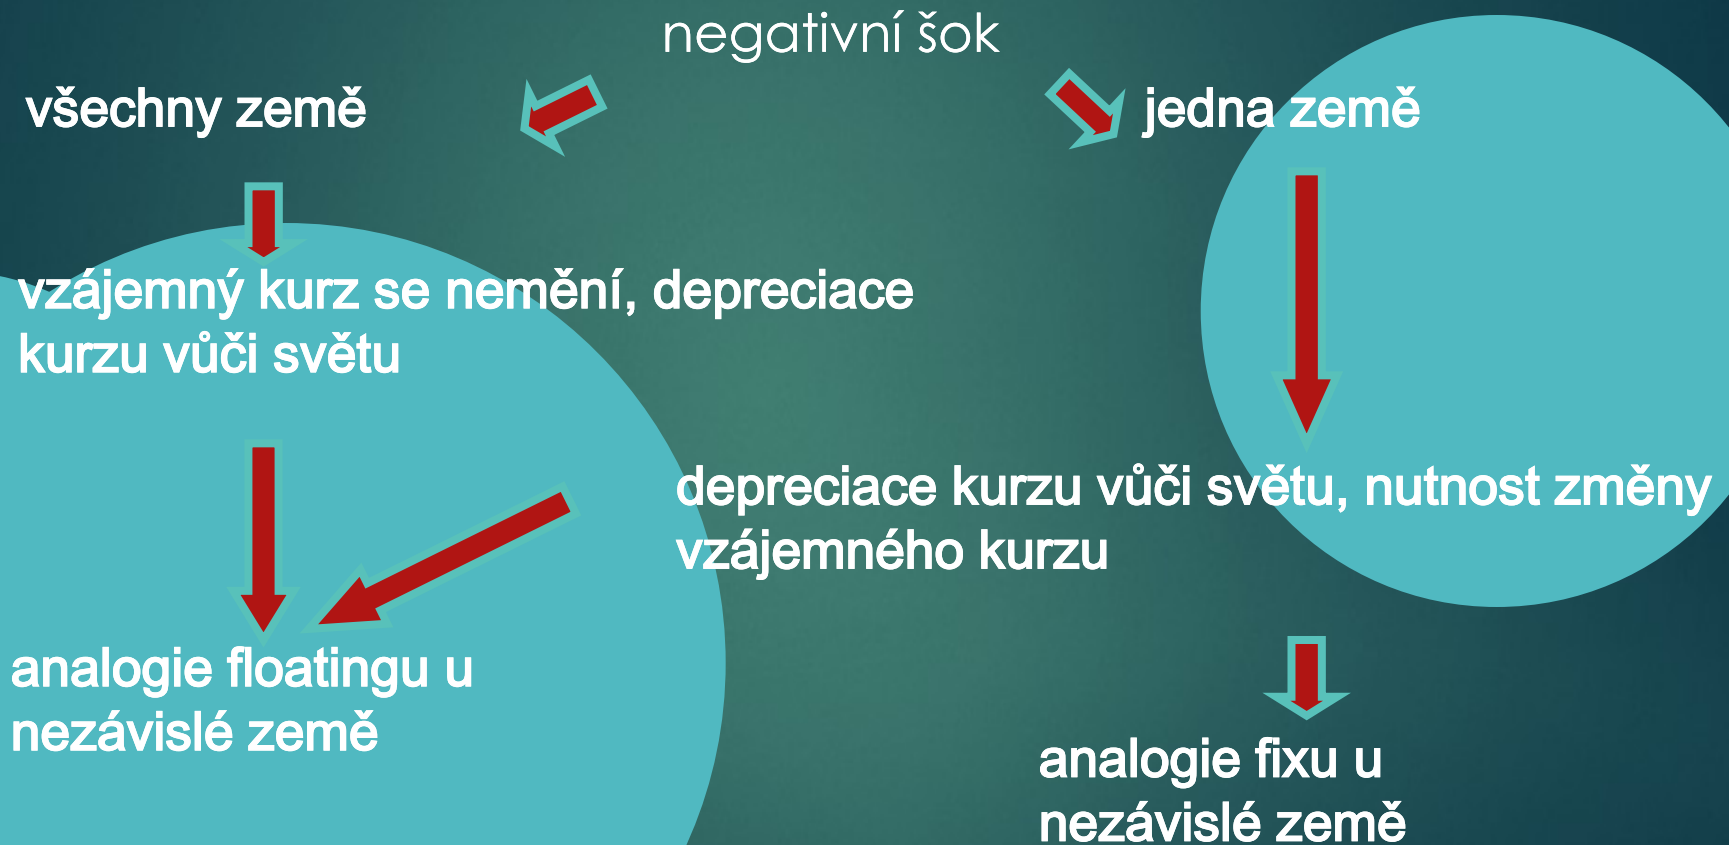 negativní šok
všechny země
jedna země
vzájemný kurz se nemění, depreciace
kurzu vůči světu
depreciace kurzu vůči světu, nutnost změny
vzájemného kurzu
analogie floatingu u
nezávislé země
analogie fixu u
nezávislé země